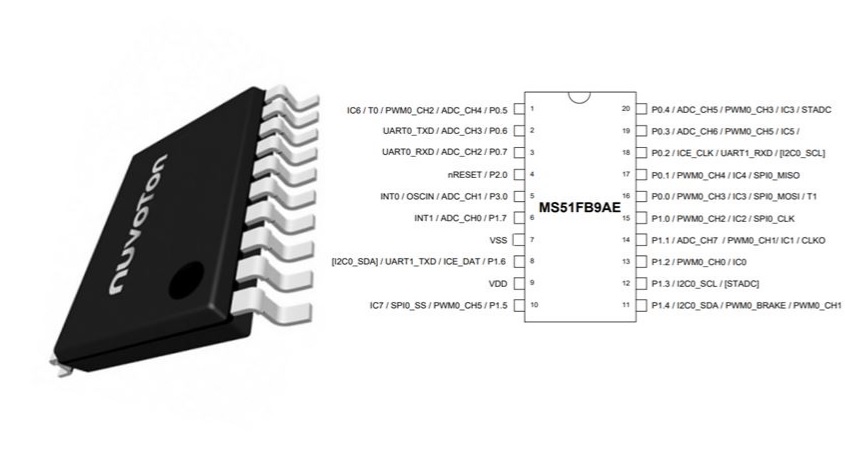 nuvoTon
IC6 / T0 / PWM0_CH2 / ADC_CH4 / P0.5 1 20 P0.4 / ADC_CH5 / PWM0_CH3 / IC3 / STADC
UART0_TXD / ADC_CH3 / P0.6 2 19 P0.3 / ADC_CH6 / PWM0_CH5 / IC5 /
UART0_RXD / ADC_CH2 / P0.7 3 18 P0.2 / ICE_CLK / UART1_RXD / [I2C0_SCL]
nRESET / P2.0 4 17 P0.1 / PWM0_CH4 / IC4 / SPI0_MISO
INT0 / OSCIN / ADC_CH1 / P3.0 5 16 P0.0 / PWM0_CH3 / IC3 / SPI0_MOSI / T1
MS51FB9AE
INT1 / ADC_CH0 / P1.7 6 15 P1.0 / PWM0_CH2 / IC2 / SPI0_CLK
VSS 7 14 P1.1 / ADC_CH7 / PWM0_CH1/ IC1 / CLKO
[I2C0_SDA] / UART1_TXD / ICE_DAT / P1.6 8 13 P1.2 / PWM0_CH0 / IC0
VDD 9 12 P1.3 / I2C0_SCL / [STADC]
IC7 / SPI0_SS / PWM0_CH5 / P1.5 10 11 P1.4 / I2C0_SDA / PWM0_BRAKE / PWM0_CH1